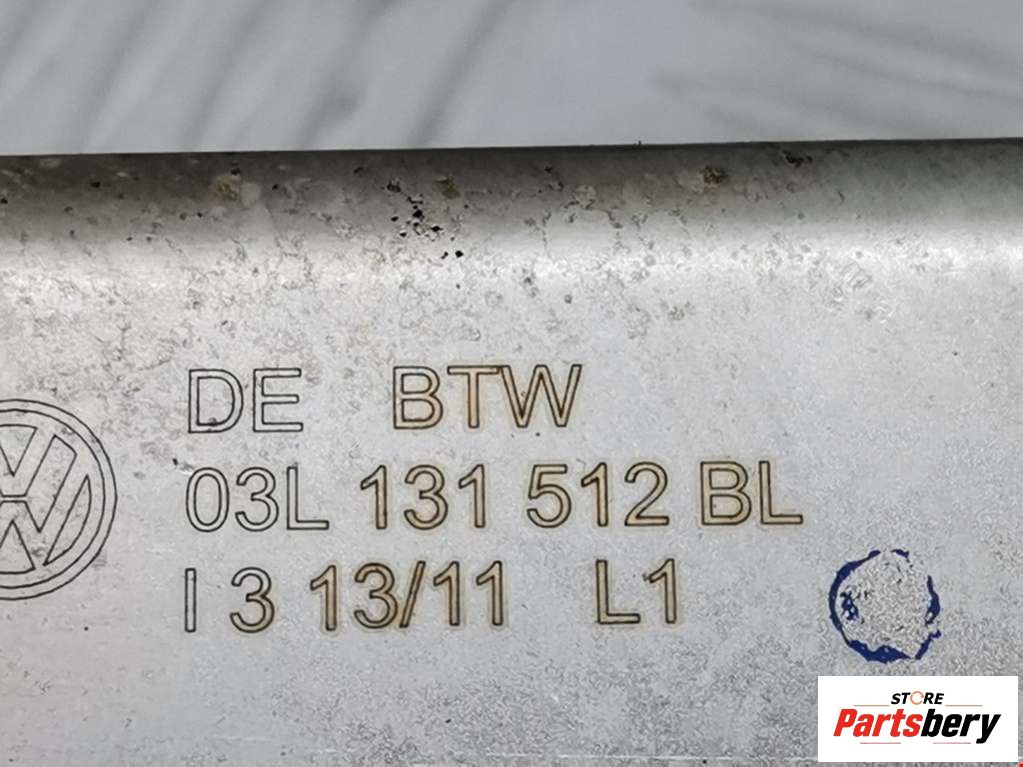 DE BTW
03L 131 512 BL
I 3 13/11 L1
STORE
Partsbery